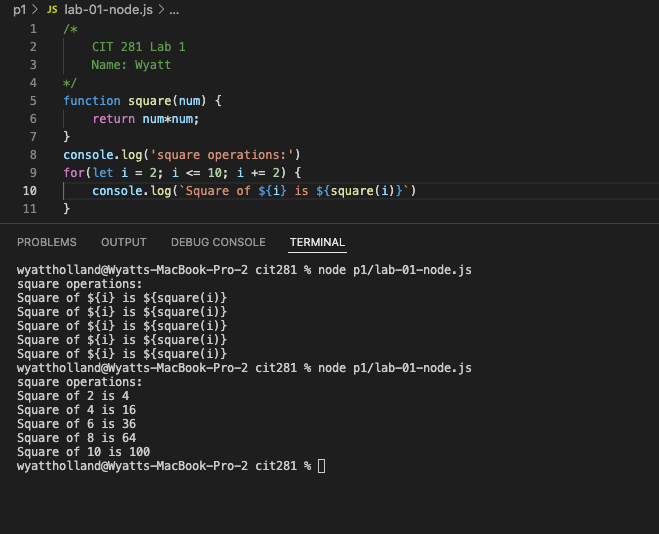 p1 > JS lab-01-node.js > ...
1 /*
2     CIT 281 Lab 1
3     Name: Wyatt
4 */
5 function square(num) {
6     return num*num;
7 }
8 console.log('square operations:')
9 for(let i = 2; i <= 10; i += 2) {
10     console.log(`Square of ${i} is ${square(i)}`)
11 }
PROBLEMS OUTPUT DEBUG CONSOLE TERMINAL
wyattholland@Wyatts-MacBook-Pro-2 cit281 % node p1/lab-01-node.js
square operations:
Square of ${i} is ${square(i)}
Square of ${i} is ${square(i)}
Square of ${i} is ${square(i)}
Square of ${i} is ${square(i)}
Square of ${i} is ${square(i)}
wyattholland@Wyatts-MacBook-Pro-2 cit281 % node p1/lab-01-node.js
square operations:
Square of 2 is 4
Square of 4 is 16
Square of 6 is 36
Square of 8 is 64
Square of 10 is 100
wyattholland@Wyatts-MacBook-Pro-2 cit281 %